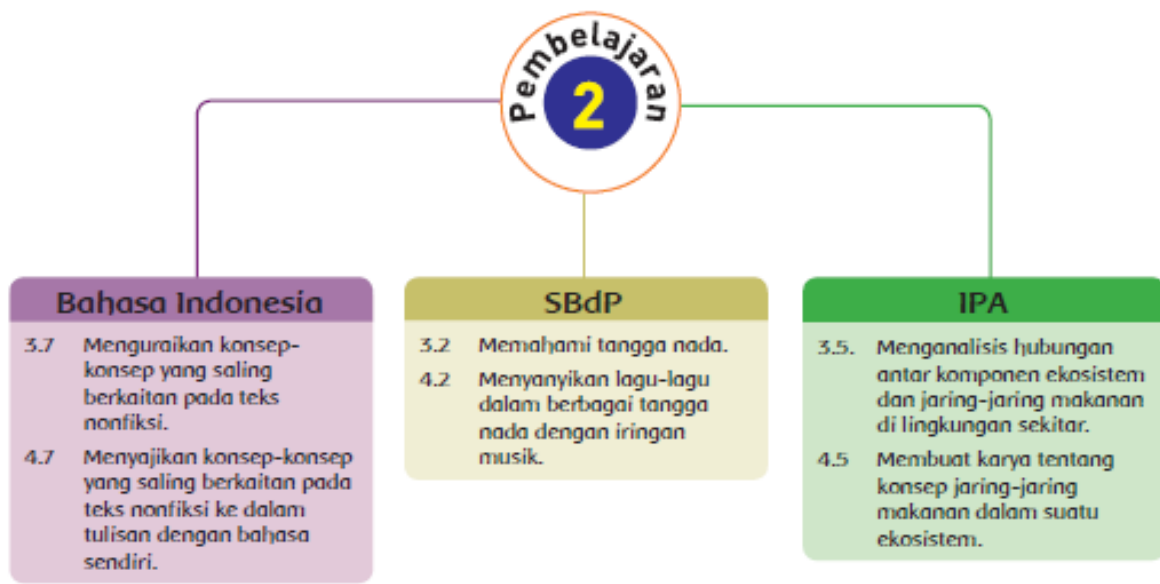 Pembelajaran
2
Bahasa Indonesia
3.7 Menguraikan konsep-
konsep yang saling
berkaitan pada teks
nonfiksi.
4.7 Menyajikan konsep-konsep
yang saling berkaitan pada
teks nonfiksi ke dalam
tulisan dengan bahasa
sendiri.
SBdP
3.2 Memahami tangga nada.
4.2 Menyanyikan lagu-lagu
dalam berbagai tangga
nada dengan iringan
musik.
IPA
3.5. Menganalisis hubungan
antar komponen ekosistem
dan jaring-jaring makanan
di lingkungan sekitar.
4.5 Membuat karya tentang
konsep jaring-jaring
makanan dalam suatu
ekosistem.